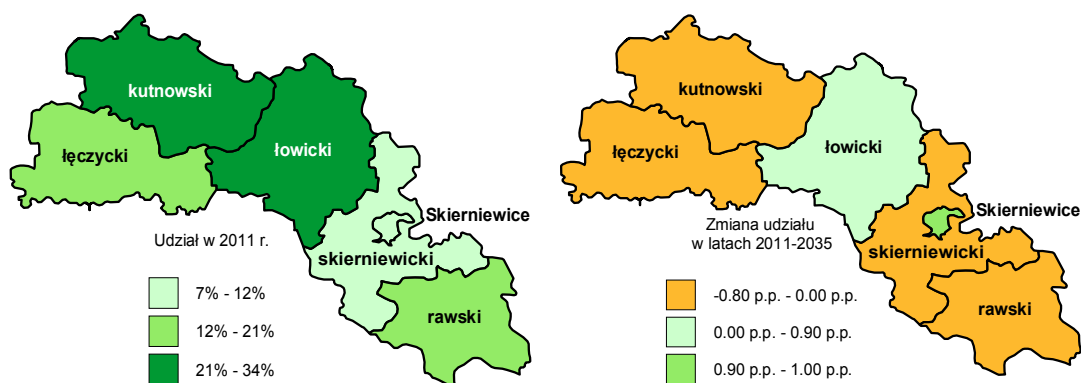 kutnowski
łęczycki
łowicki
Skierniewice
Udział w 2011 r.
skierniewicki
7% - 12%
12% - 21%
rawski
21% - 34%
kutnowski
łęczycki
łowicki
Skierniewice
Zmiana udziału
w latach 2011-2035
skierniewicki
-0.80 p.p. - 0.00 p.p.
rawski
0.00 p.p. - 0.90 p.p.
0.90 p.p. - 1.00 p.p.